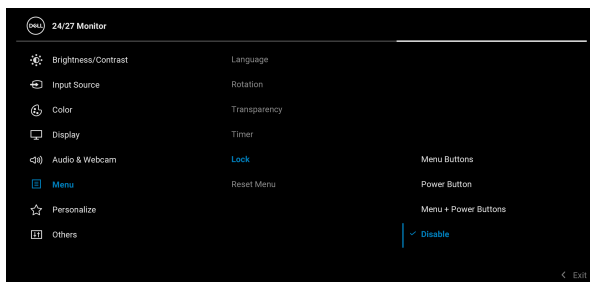 DELL 24/27 Monitor
Brightness/Contrast Language
Input Source Rotation
Color Transparency
Display Timer
Audio & Webcam Lock Menu Buttons
Menu Reset Menu Power Button
Personalize Menu + Power Buttons
Others Disable
Exit